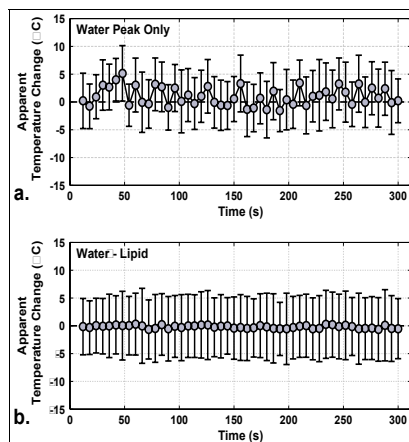 Water Peak Only
Apparent
Temperature Change (□C)
15
10
5
0
-5
-10
-15
0 50 100 150 200 250 300
Time (s)
a.
Water□- Lipid
Apparent
Temperature Change (□C)
15
10
5
0
-5
-10
-15
0 50 100 150 200 250 300
Time (s)
b.